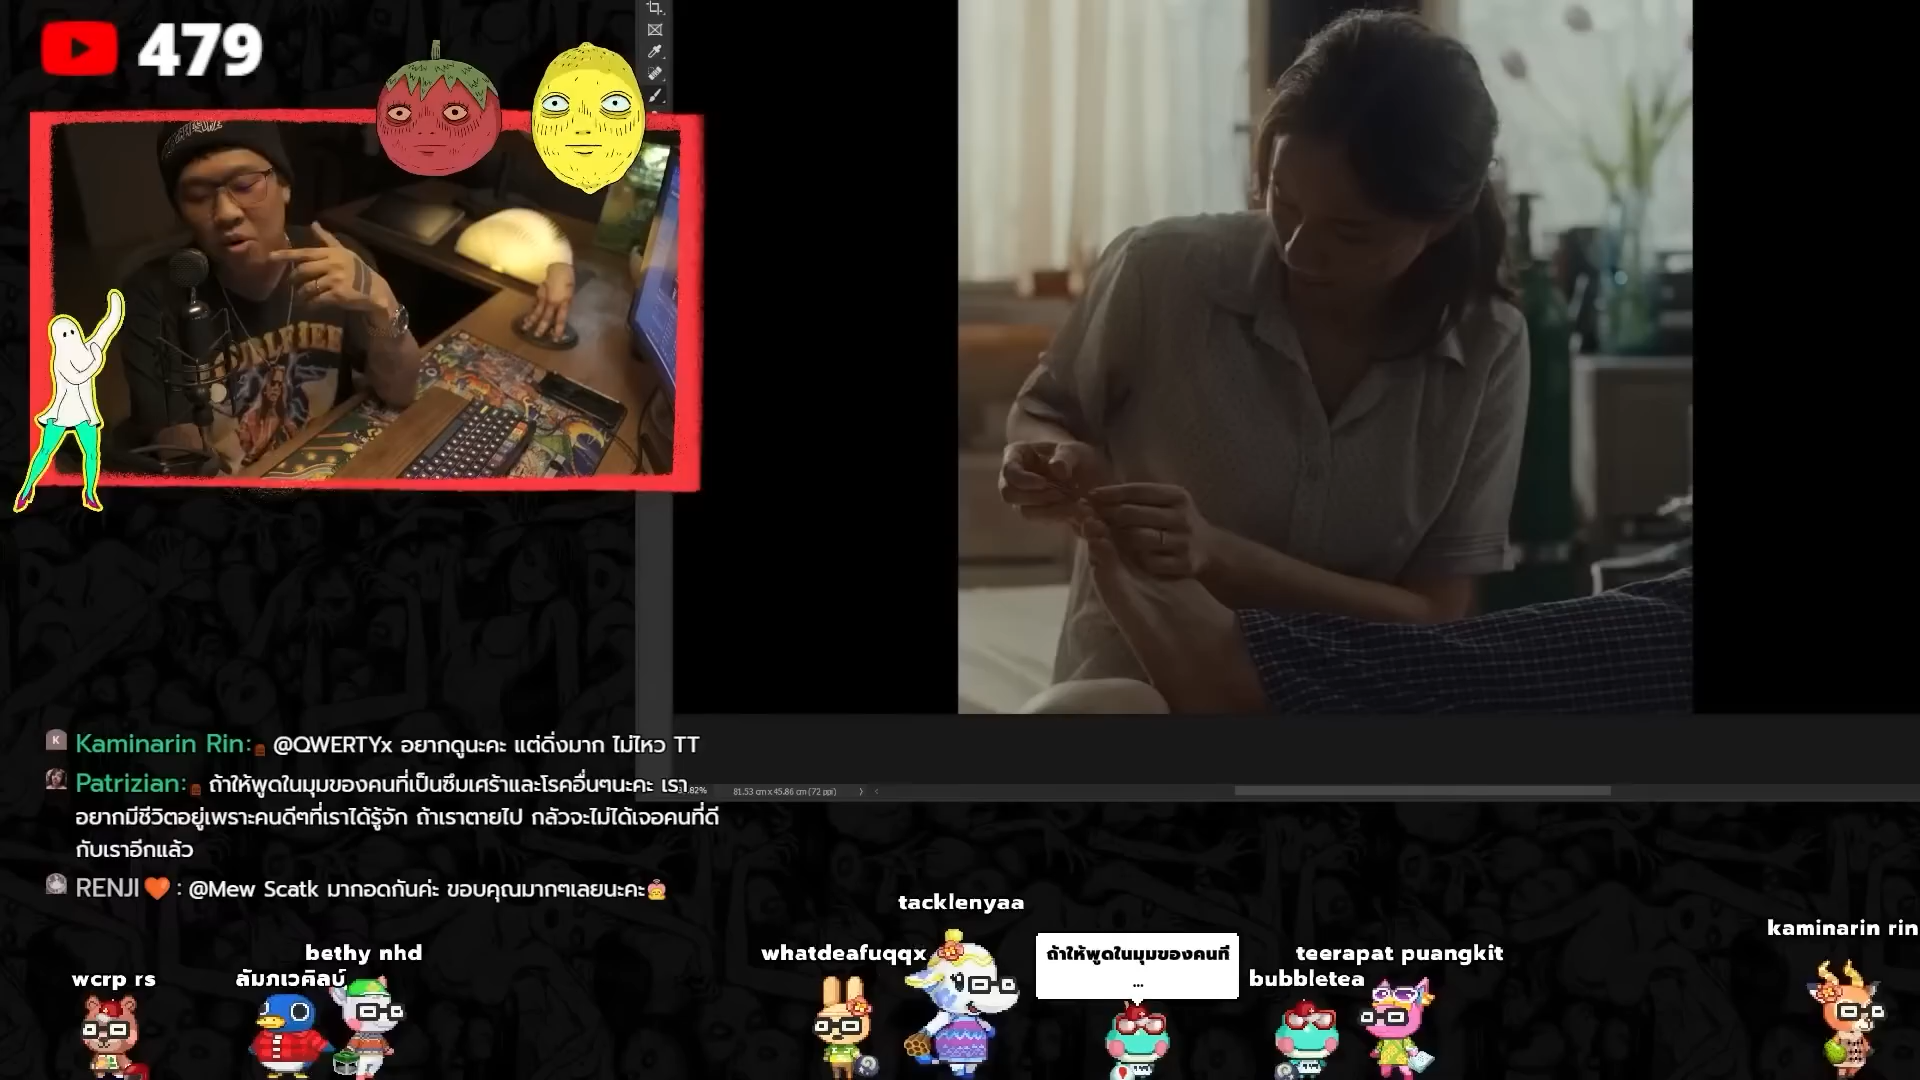 479
Kaminarin Rin: @QWERTYx อยากดูนะคะ แต่ดิ่งมาก ไม่ไหว TT
Patrizian: ถ้าให้พูดในมุมของคนที่เป็นซึมเศร้าและโรคอื่นๆนะคะ เรา
อยากมีชีวิตอยู่เพราะคนดีๆที่เราได้รู้จัก ถ้าเราตายไป กลัวจะไม่ได้เจอคนที่ดี
กับเราอีกแล้ว
RENJI🧡 : @Mew Scatk มากอดกันค่ะ ขอบคุณมากๆเลยนะคะ
81.53 cm x 45.86 cm (72 ppi)
tacklenyaa
kaminarin rin
bethy nhd
whatdeafuqqx
ถ้าให้พูดในมุมของคนที
...
teerapat puangkit
wcrp rs
ลัมภเวศิลป์
bubbletea